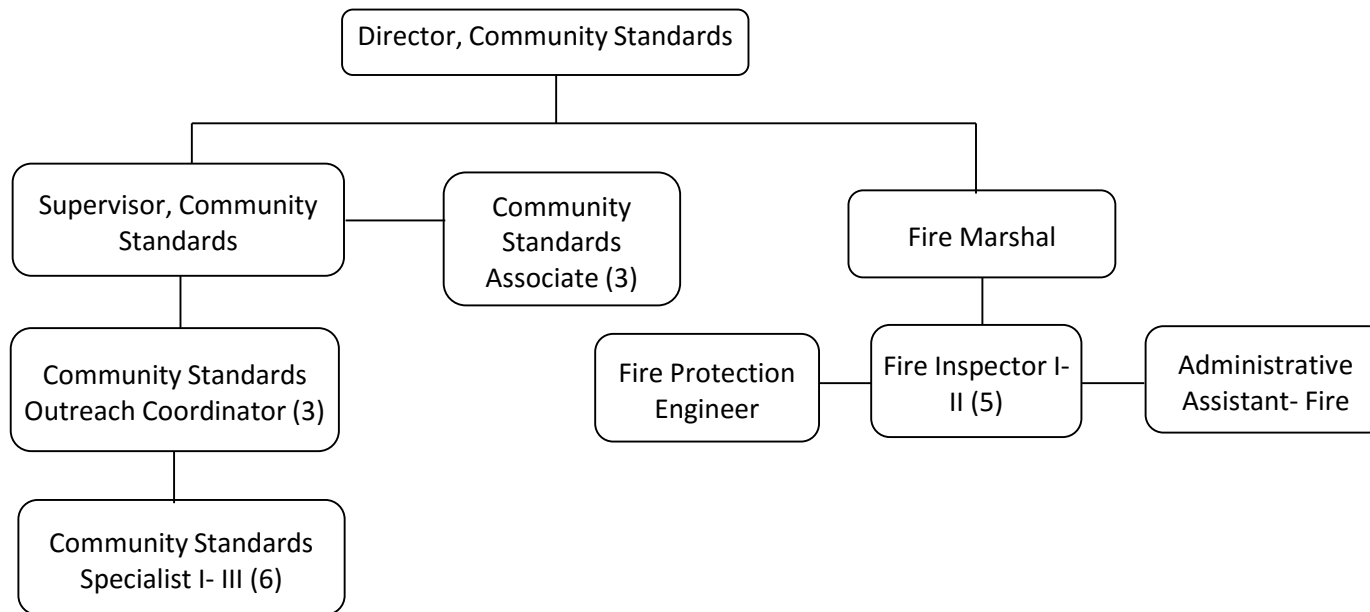 Director, Community Standards
Supervisor, Community
Standards
Community
Standards
Associate (3)
Fire Marshal
Community Standards
Outreach Coordinator (3)
Fire Protection
Engineer
Fire Inspector I-
II (5)
Administrative
Assistant- Fire
Community Standards
Specialist I- III (6)